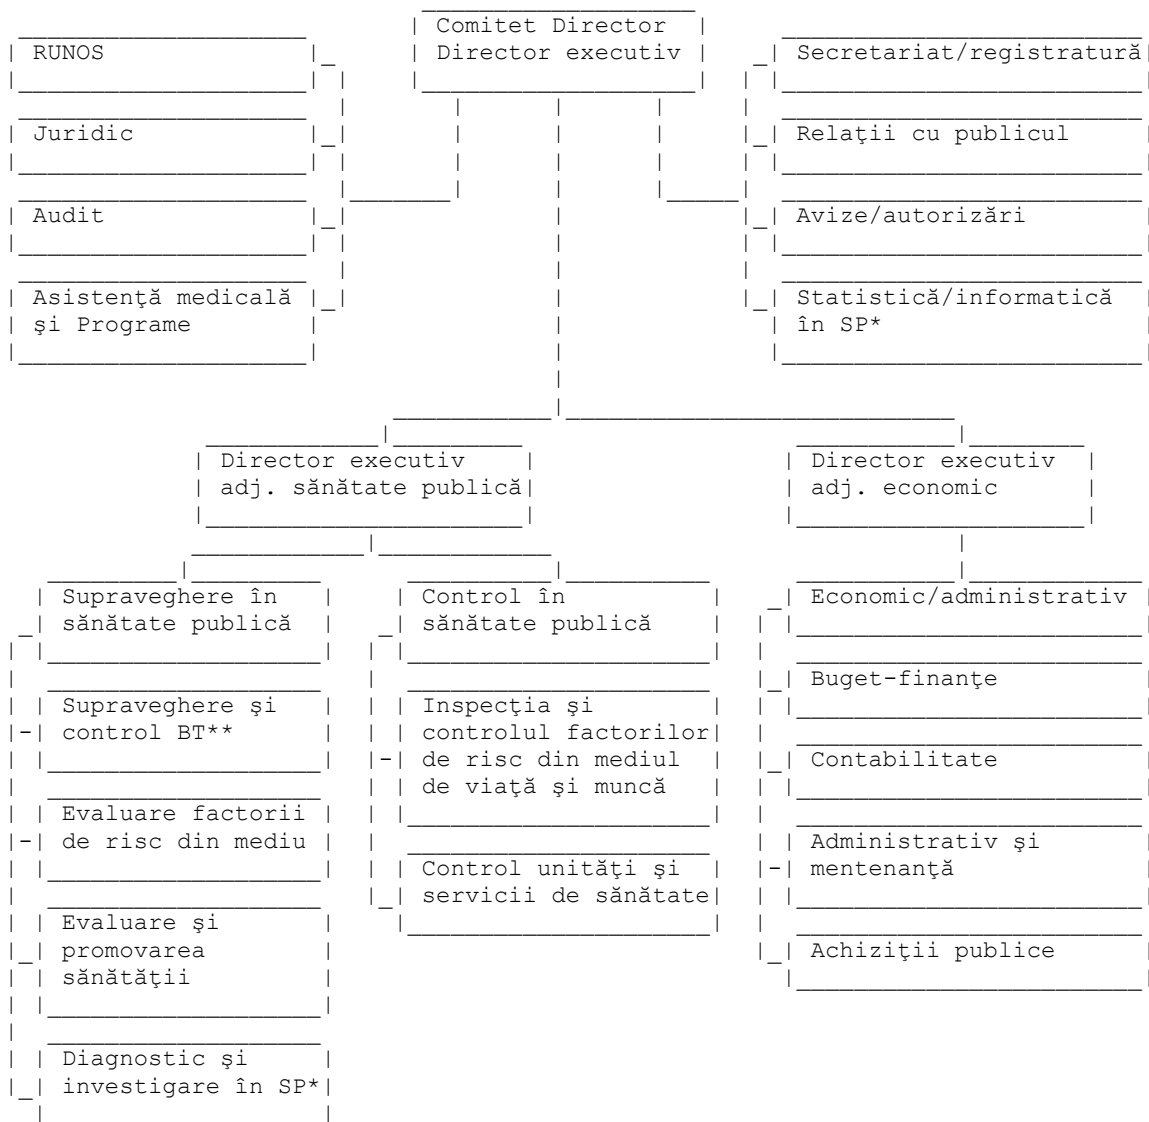 Comitet Director
Director executiv
RUNOS
Juridic
Audit
Asistenţă medicală
şi Programe
Secretariat/registratură
Relaţii cu publicul
Avize/autorizări
Statistică/informatică
în SP*
Director executiv
adj. sănătate publică
Director executiv
adj. economic
Supraveghere în
sănătate publică
Supraveghere şi
control BT**
Evaluare factorii
de risc din mediu
Evaluare şi
promovarea
sănătăţii
Diagnostic şi
investigare în SP*
Control în
sănătate publică
Inspecţia şi
controlul factorilor
de risc din mediul
de viaţă şi muncă
Control unităţi şi
servicii de sănătate
Economic/administrativ
Buget-finanţe
Contabilitate
Administrativ şi
mentenanţă
Achiziţii publice